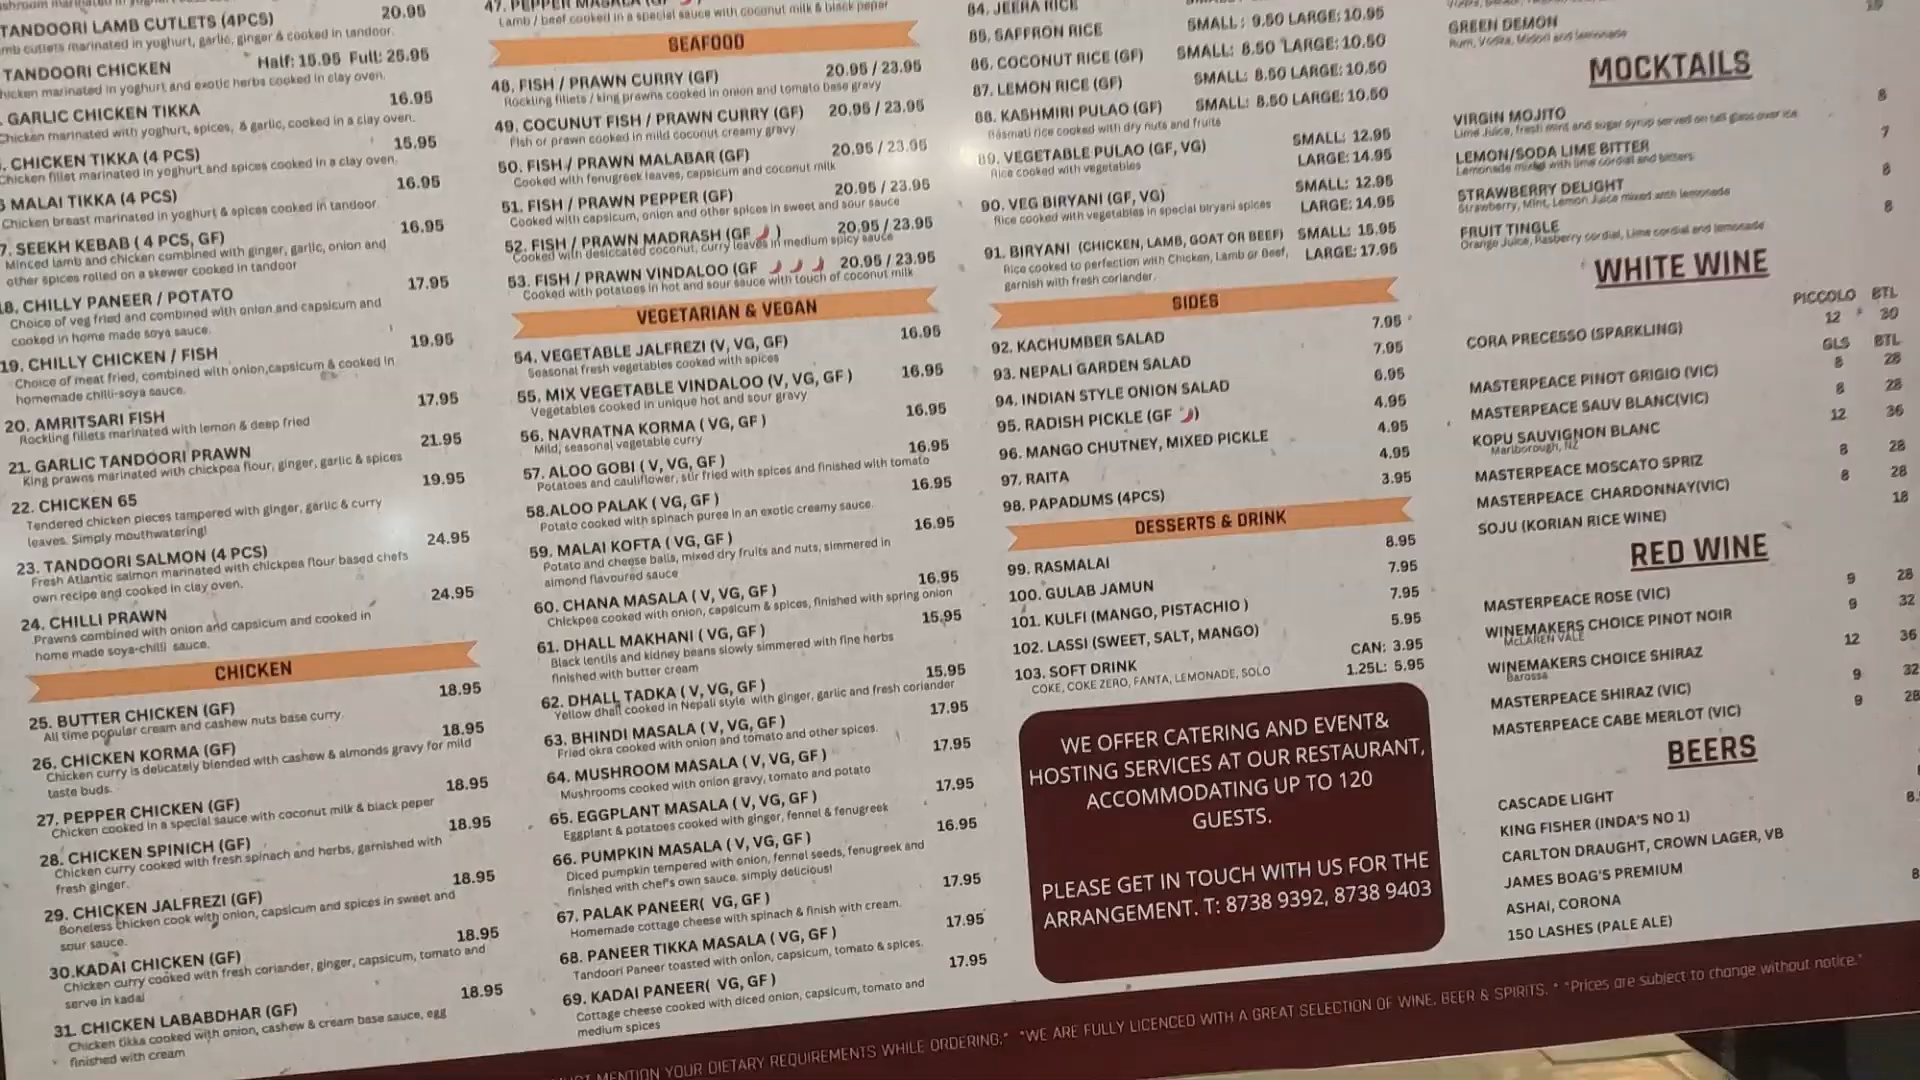 TANDOORI LAMB CUTLETS (4PCS) 20.95
mb cutlets marinated in yoghurt, garlic, ginger & cooked in tandoor.
TANDOORI CHICKEN Half: 15.95 Full: 25.95
hicken marinated in yoghurt and exotic herbs cooked in clay oven.
GARLIC CHICKEN TIKKA 16.95
Chicken marinated with yoghurt, spices, & garlic, cooked in a clay oven.
CHICKEN TIKKA (4 PCS) 15.95
Chicken fillet marinated in yoghurt and spices cooked in a clay oven.
MALAI TIKKA (4 PCS) 16.95
Chicken breast marinated in yoghurt & spices cooked in tandoor.
7. SEEKH KEBAB ( 4 PCS, GF) 16.95
Minced lamb and chicken combined with ginger, garlic, onion and
other spices rolled on a skewer cooked in tandoor
18. CHILLY PANEER / POTATO 17.95
Choice of veg fried and combined with onion and capsicum and
cooked in home made soya sauce.
19. CHILLY CHICKEN / FISH 19.95
Choice of meat fried, combined with onion,capsicum & cooked in
homemade chilli-soya sauce.
20. AMRITSARI FISH 17.95
Rockling fillets marinated with lemon & deep fried
21. GARLIC TANDOORI PRAWN 21.95
King prawns marinated with chickpea flour, ginger, garlic & spices
22. CHICKEN 65 19.95
Tendered chicken pieces tampered with ginger, garlic & curry
leaves. Simply mouthwatering!
23. TANDOORI SALMON (4 PCS) 24.95
Fresh Atlantic salmon marinated with chickpea flour based chefs
own recipe and cooked in clay oven.
24. CHILLI PRAWN 24.95
Prawns combined with onion and capsicum and cooked in
home made soya-chilli sauce.
CHICKEN
25. BUTTER CHICKEN (GF) 18.95
All time popular cream and cashew nuts base curry.
26. CHICKEN KORMA (GF) 18.95
Chicken curry is delicately blended with cashew & almonds gravy for mild
taste buds.
27. PEPPER CHICKEN (GF) 18.95
Chicken cooked in a special sauce with coconut milk & black peper
28. CHICKEN SPINICH (GF) 18.95
Chicken curry cooked with fresh spinach and herbs, garnished with
fresh ginger.
29. CHICKEN JALFREZI (GF) 18.95
Boneless chicken cook with onion, capsicum and spices in sweet and
sour sauce.
30.KADAI CHICKEN (GF) 18.95
Chicken curry cooked with fresh coriander, ginger, capsicum, tomato and
serve in kadai
31. CHICKEN LABABDHAR (GF) 18.95
Chicken tikka cooked with onion, cashew & cream base sauce, egg
finished with cream
47. PEPPER MASALA (GF
Lamb / beef cooked in a special sauce with coconut milk & black peper
SEAFOOD
48. FISH / PRAWN CURRY (GF) 20.95 / 23.95
Rockling fillets / king prawns cooked in onion and tomato base gravy
49. COCUNUT FISH / PRAWN CURRY (GF) 20.95 / 23.95
Fish or prawn cooked in mild coconut creamy gravy
50. FISH / PRAWN MALABAR (GF) 20.95 / 23.95
Cooked with fenugreek leaves, capsicum and coconut milk
51. FISH / PRAWN PEPPER (GF) 20.95 / 23.95
Cooked with capsicum, onion and other spices in sweet and sour sauce
52. FISH / PRAWN MADRASH (GF ) 20.95 / 23.95
Cooked with desiccated coconut, curry leaves in medium spicy sauce
53. FISH / PRAWN VINDALOO (GF 20.95 / 23.95
Cooked with potatoes in hot and sour sauce with touch of coconut milk
VEGETARIAN & VEGAN
54. VEGETABLE JALFREZI (V, VG, GF) 16.95
Seasonal fresh vegetables cooked with spices
55. MIX VEGETABLE VINDALOO (V, VG, GF ) 16.95
Vegetables cooked in unique hot and sour gravy
56. NAVRATNA KORMA ( VG, GF ) 16.95
Mild, seasonal vegetable curry
57. ALOO GOBI ( V, VG, GF ) 16.95
Potatoes and cauliflower, stir fried with spices and finished with tomato
58.ALOO PALAK ( VG, GF ) 16.95
Potato cooked with spinach puree in an exotic creamy sauce.
59. MALAI KOFTA ( VG, GF ) 16.95
Potato and cheese balls, mixed dry fruits and nuts, simmered in
almond flavoured sauce
60. CHANA MASALA ( V, VG, GF ) 16.95
Chickpea cooked with onion, capsicum & spices, finished with spring onion
61. DHALL MAKHANI ( VG, GF ) 15.95
Black lentils and kidney beans slowly simmered with fine herbs
finished with butter cream
62. DHALL TADKA ( V, VG, GF ) 15.95
Yellow dhall cooked in Nepali style with ginger, garlic and fresh coriander
63. BHINDI MASALA ( V, VG, GF ) 17.95
Fried okra cooked with onion and tomato and other spices.
64. MUSHROOM MASALA ( V, VG, GF ) 17.95
Mushrooms cooked with onion gravy, tomato and potato
65. EGGPLANT MASALA ( V, VG, GF ) 17.95
Eggplant & potatoes cooked with ginger, fennel & fenugreek
66. PUMPKIN MASALA ( V, VG, GF ) 16.95
Diced pumpkin tempered with onion, fennel seeds, fenugreek and
finished with chef's own sauce. simply delicious!
67. PALAK PANEER( VG, GF ) 17.95
Homemade cottage cheese with spinach & finish with cream.
68. PANEER TIKKA MASALA ( VG, GF ) 17.95
Tandoori Paneer toasted with onion, capsicum, tomato & spices.
69. KADAI PANEER( VG, GF ) 17.95
Cottage cheese cooked with diced onion, capsicum, tomato and
medium spices
84. JEERA RICE
85. SAFFRON RICE SMALL: 9.50 LARGE: 10.95
86. COCONUT RICE (GF) SMALL: 8.50 LARGE: 10.50
87. LEMON RICE (GF) SMALL: 8.50 LARGE: 10.50
88. KASHMIRI PULAO (GF) SMALL: 8.50 LARGE: 10.50
Basmati rice cooked with dry nuts and fruits
89. VEGETABLE PULAO (GF, VG) SMALL: 12.95
Rice cooked with vegetables LARGE: 14.95
90. VEG BIRYANI (GF, VG) SMALL: 12.95
Rice cooked with vegetables in special biryani spices LARGE: 14.95
91. BIRYANI (CHICKEN, LAMB, GOAT OR BEEF) SMALL: 15.95
Rice cooked to perfection with Chicken, Lamb or Beef, LARGE: 17.95
garnish with fresh coriander.
SIDES
92. KACHUMBER SALAD 7.95
93. NEPALI GARDEN SALAD 7.95
94. INDIAN STYLE ONION SALAD 6.95
95. RADISH PICKLE (GF ) 4.95
96. MANGO CHUTNEY, MIXED PICKLE 4.95
97. RAITA 4.95
98. PAPADUMS (4PCS) 3.95
DESSERTS & DRINK
99. RASMALAI 8.95
100. GULAB JAMUN 7.95
101. KULFI (MANGO, PISTACHIO ) 7.95
102. LASSI (SWEET, SALT, MANGO) 5.95
103. SOFT DRINK CAN: 3.95
COKE, COKE ZERO, FANTA, LEMONADE, SOLO 1.25L: 5.95
WE OFFER CATERING AND EVENT&
HOSTING SERVICES AT OUR RESTAURANT,
ACCOMMODATING UP TO 120
GUESTS.
PLEASE GET IN TOUCH WITH US FOR THE
ARRANGEMENT. T: 8738 9392, 8738 9403
GREEN DEMON
Rum, Vodka, Midori and lemonade
MOCKTAILS
VIRGIN MOJITO 8
Lime Juice, fresh mint and sugar syrup served on tall glass over ice
LEMON/SODA LIME BITTER 7
Lemonade mixed with lime cordial and bitters
STRAWBERRY DELIGHT 8
Strawberry, Mint, Lemon Juice mixed with lemonade
FRUIT TINGLE 8
Orange Juice, Rasberry cordial, Lime cordial and lemonade
WHITE WINE
PICCOLO BTL
CORA PRECESSO (SPARKLING) 12 30
GLS BTL
MASTERPEACE PINOT GRIGIO (VIC) 8 28
MASTERPEACE SAUV BLANC(VIC) 8 28
KOPU SAUVIGNON BLANC 12 36
Marlborough, NZ
MASTERPEACE MOSCATO SPRIZ 8 28
MASTERPEACE CHARDONNAY(VIC) 8 28
SOJU (KORIAN RICE WINE) 18
RED WINE
MASTERPEACE ROSE (VIC) 9 28
WINEMAKERS CHOICE PINOT NOIR 9 32
McLAREN VALE
WINEMAKERS CHOICE SHIRAZ 12 36
Barossa
MASTERPEACE SHIRAZ (VIC) 9 32
MASTERPEACE CABE MERLOT (VIC) 9 28
BEERS
CASCADE LIGHT
KING FISHER (INDA'S NO 1)
CARLTON DRAUGHT, CROWN LAGER, VB
JAMES BOAG'S PREMIUM
ASHAI, CORONA
150 LASHES (PALE ALE)
MENTION YOUR DIETARY REQUIREMENTS WHILE ORDERING.* *WE ARE FULLY LICENCED WITH A GREAT SELECTION OF WINE, BEER & SPIRITS. * *Prices are subject to change without notice.*